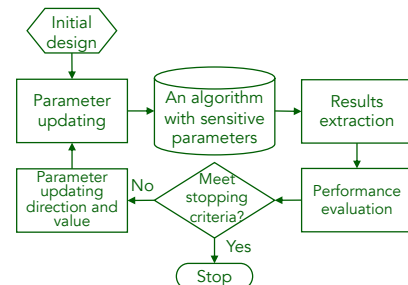 Initial
design
Parameter
updating
An
algorithm
with sensitive
parameters
Results
extraction
Parameter
updating
direction and
value
No
Meet
stopping
criteria?
Performance
evaluation
Yes
Stop